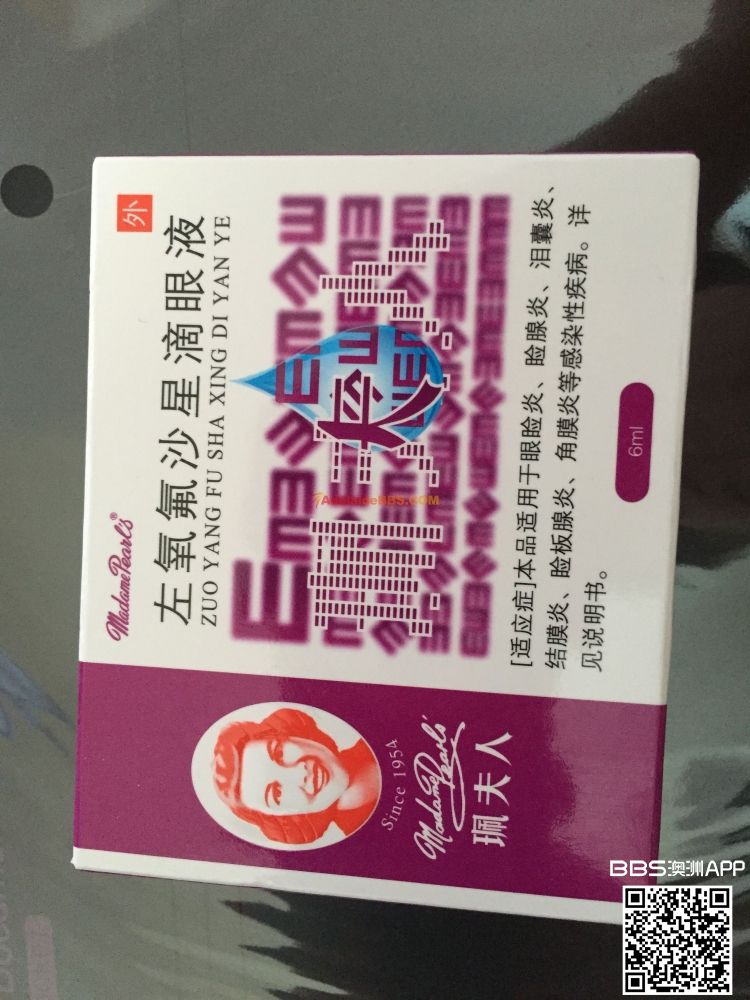 外
Madame Pearl's®
左氧氟沙星滴眼液
ZUO YANG FU SHA XING DI YAN YE
AdelaideBBS.COM
[适应症]本品适用于眼睑炎、睑腺炎、泪囊炎、
结膜炎、睑板腺炎、角膜炎等感染性疾病。详
见说明书。
6ml
Since 1954
Madame Pearls'
珮夫人
BBS澳洲APP